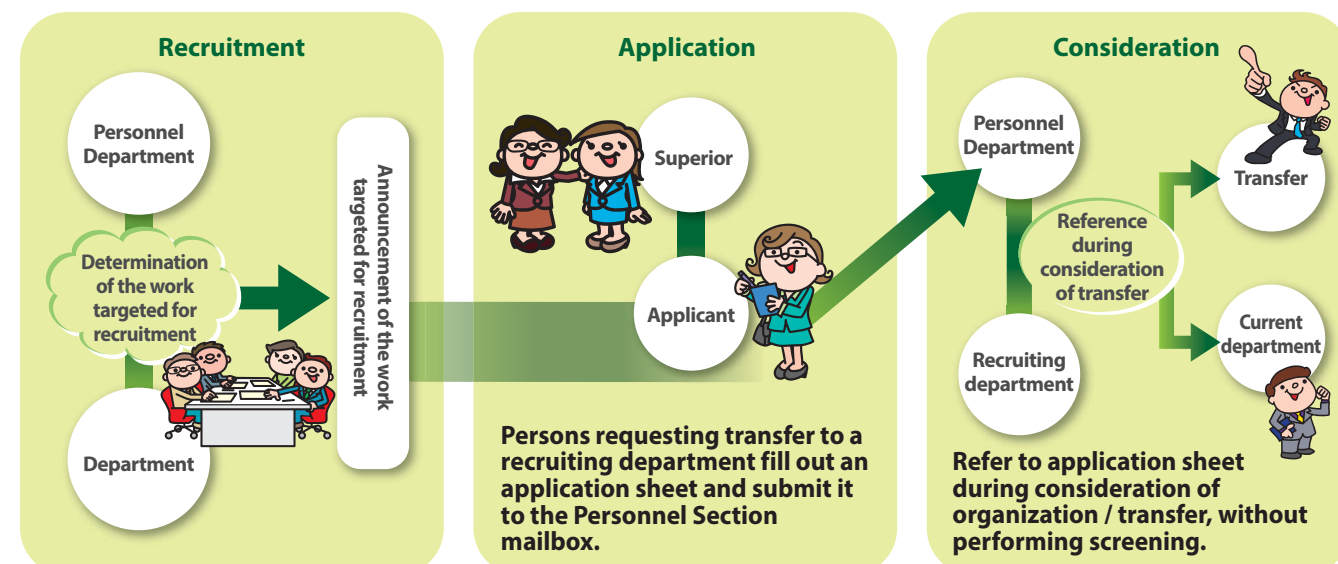 Recruitment
Personnel
Department
Determination
of the work
targeted for
recruitment
Department
Announcement of the work
targeted for recruitment
Application
Superior
Applicant
Persons requesting transfer to a
recruiting department fill out an
application sheet and submit it
to the Personnel Section
mailbox.
Consideration
Personnel
Department
Reference
during
consideration
of transfer
Recruiting
department
Transfer
Current
department
Refer to application sheet
during consideration of
organization / transfer, without
performing screening.